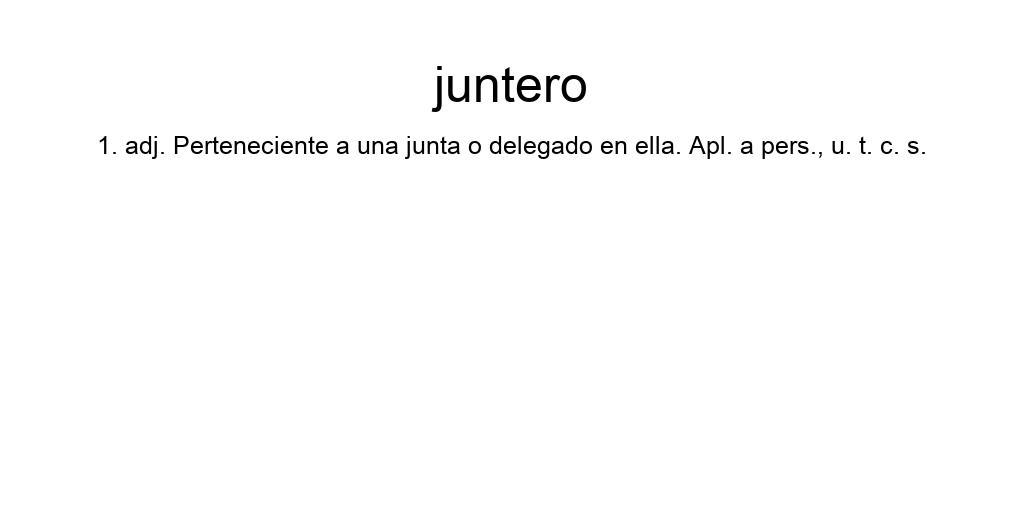 juntero
1. adj. Perteneciente a una junta o delegado en ella. Apl. a pers., u. t. c. s.